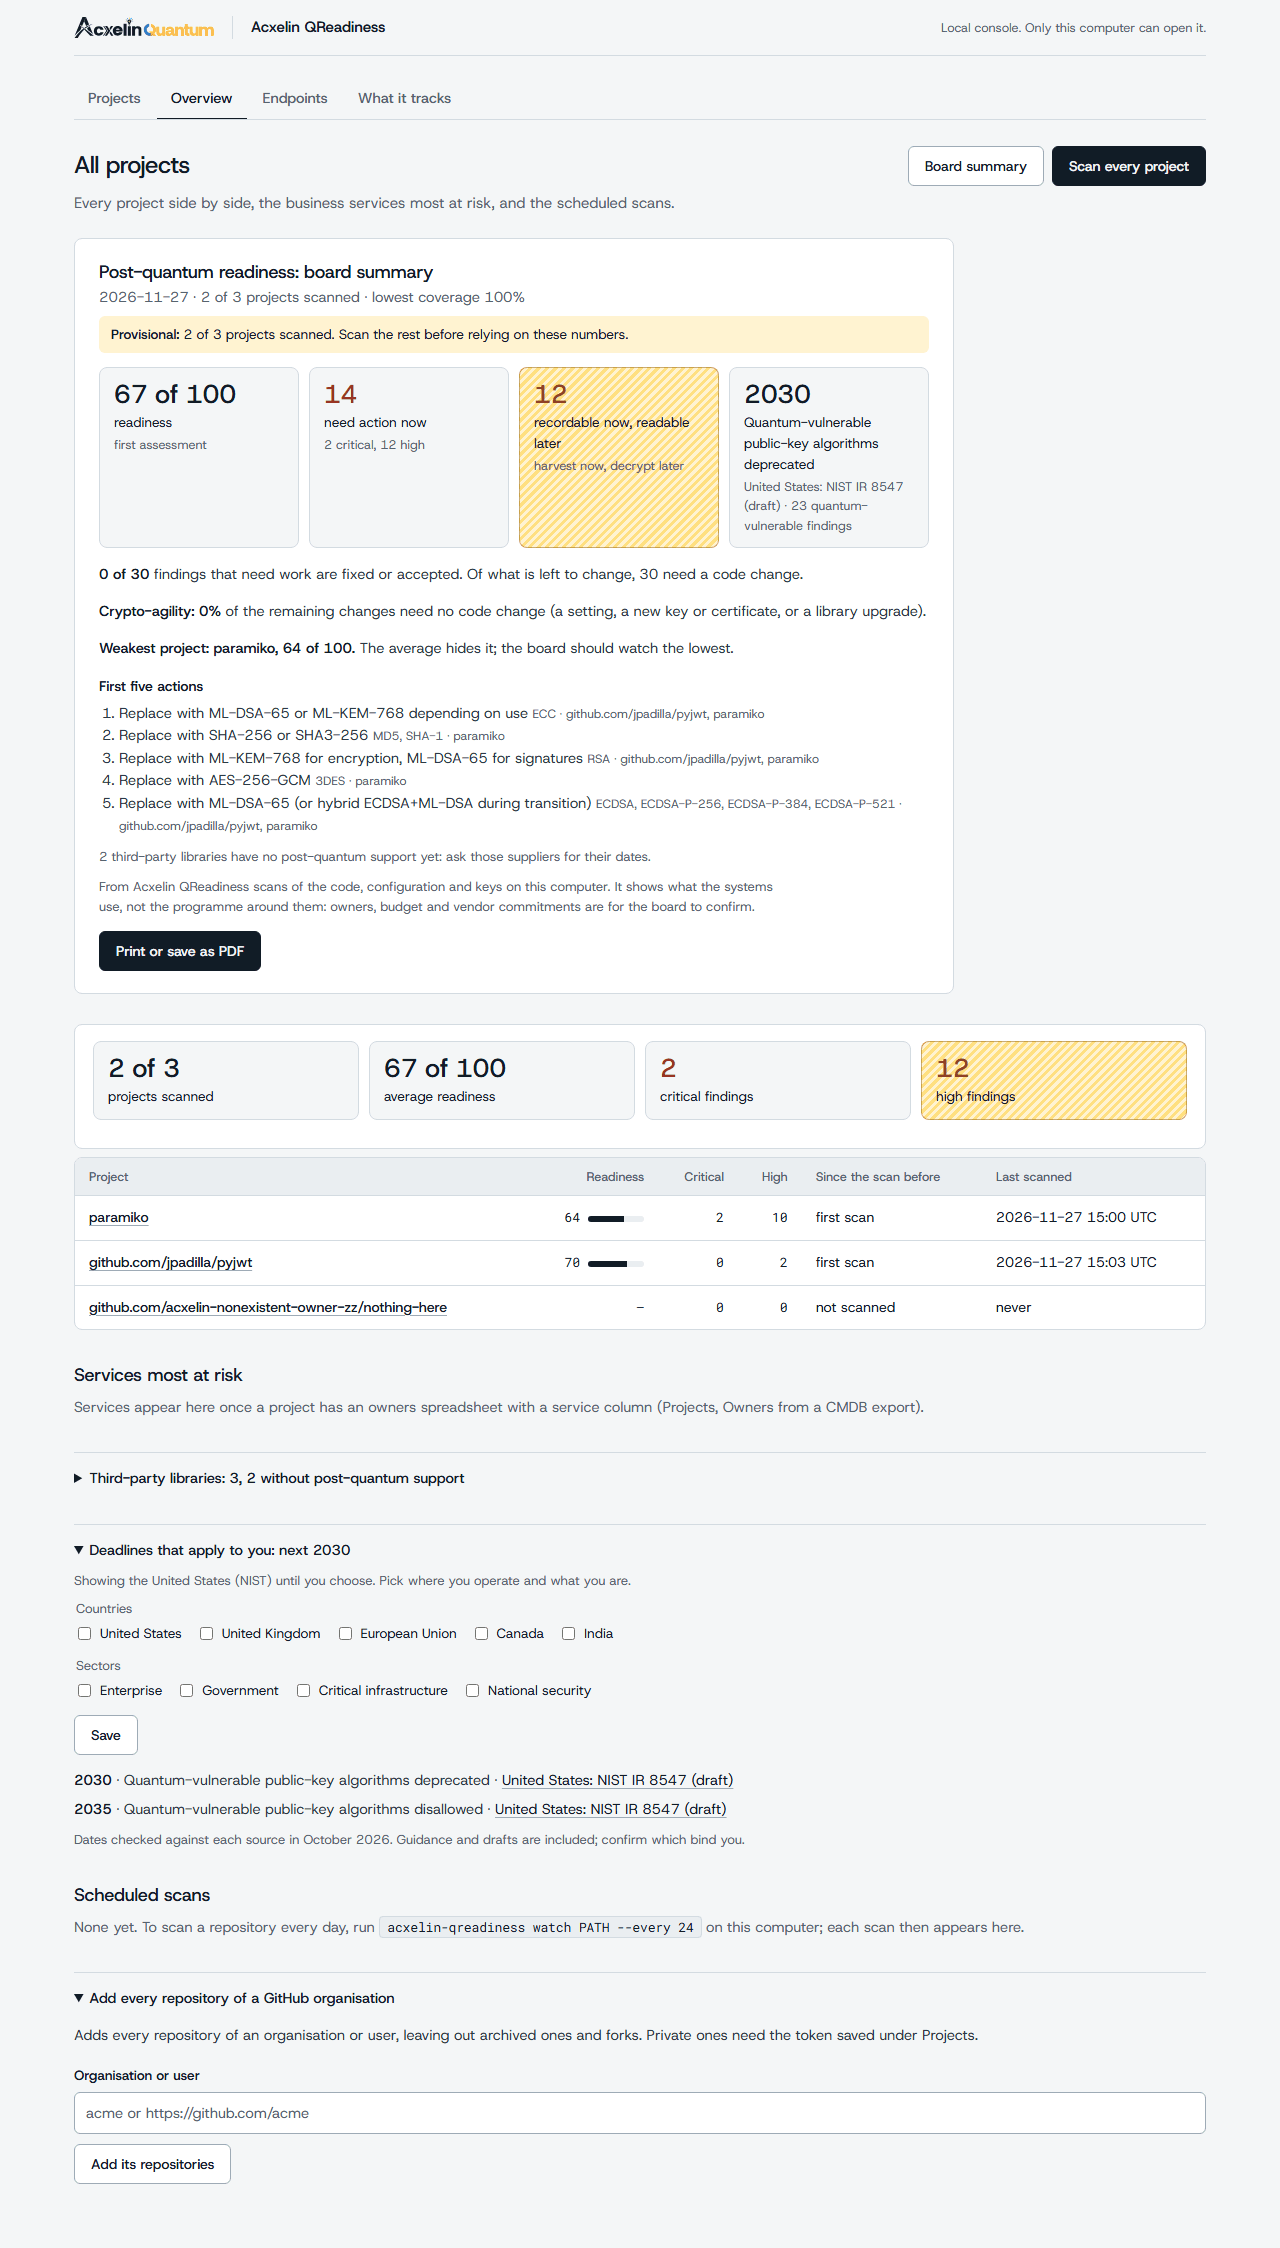 Acxelin Quantum
Acxelin QReadiness
Local console. Only this computer can open it.
Projects
Overview
Endpoints
What it tracks
All projects
Board summary
Scan every project
Every project side by side, the business services most at risk, and the scheduled scans.
Post-quantum readiness: board summary
2026-11-27 · 2 of 3 projects scanned · lowest coverage 100%
Provisional: 2 of 3 projects scanned. Scan the rest before relying on these numbers.
67 of 100
readiness
first assessment
14
need action now
2 critical, 12 high
12
recordable now, readable
later
harvest now, decrypt later
2030
Quantum-vulnerable
public-key algorithms
deprecated
United States: NIST IR 8547
(draft) · 23 quantum-
vulnerable findings
0 of 30 findings that need work are fixed or accepted. Of what is left to change, 30 need a code change.
Crypto-agility: 0% of the remaining changes need no code change (a setting, a new key or certificate, or a library upgrade).
Weakest project: paramiko, 64 of 100. The average hides it; the board should watch the lowest.
First five actions
1. Replace with ML-DSA-65 or ML-KEM-768 depending on use ECC · github.com/jpadilla/pyjwt, paramiko
2. Replace with SHA-256 or SHA3-256 MD5, SHA-1 · paramiko
3. Replace with ML-KEM-768 for encryption, ML-DSA-65 for signatures RSA · github.com/jpadilla/pyjwt, paramiko
4. Replace with AES-256-GCM 3DES · paramiko
5. Replace with ML-DSA-65 (or hybrid ECDSA+ML-DSA during transition) ECDSA, ECDSA-P-256, ECDSA-P-384, ECDSA-P-521 ·
github.com/jpadilla/pyjwt, paramiko
2 third-party libraries have no post-quantum support yet: ask those suppliers for their dates.
From Acxelin QReadiness scans of the code, configuration and keys on this computer. It shows what the systems
use, not the programme around them: owners, budget and vendor commitments are for the board to confirm.
Print or save as PDF
2 of 3
projects scanned
67 of 100
average readiness
2
critical findings
12
high findings
Project Readiness Critical High Since the scan before Last scanned
paramiko 64 2 10 first scan 2026-11-27 15:00 UTC
github.com/jpadilla/pyjwt 70 0 2 first scan 2026-11-27 15:03 UTC
github.com/acxelin-nonexistent-owner-zz/nothing-here – 0 0 not scanned never
Services most at risk
Services appear here once a project has an owners spreadsheet with a service column (Projects, Owners from a CMDB export).
Third-party libraries: 3, 2 without post-quantum support
Deadlines that apply to you: next 2030
Showing the United States (NIST) until you choose. Pick where you operate and what you are.
Countries
United States United Kingdom European Union Canada India
Sectors
Enterprise Government Critical infrastructure National security
Save
2030 · Quantum-vulnerable public-key algorithms deprecated · United States: NIST IR 8547 (draft)
2035 · Quantum-vulnerable public-key algorithms disallowed · United States: NIST IR 8547 (draft)
Dates checked against each source in October 2026. Guidance and drafts are included; confirm which bind you.
Scheduled scans
None yet. To scan a repository every day, run acxelin-qreadiness watch PATH --every 24 on this computer; each scan then appears here.
Add every repository of a GitHub organisation
Adds every repository of an organisation or user, leaving out archived ones and forks. Private ones need the token saved under Projects.
Organisation or user
acme or https://github.com/acme
Add its repositories